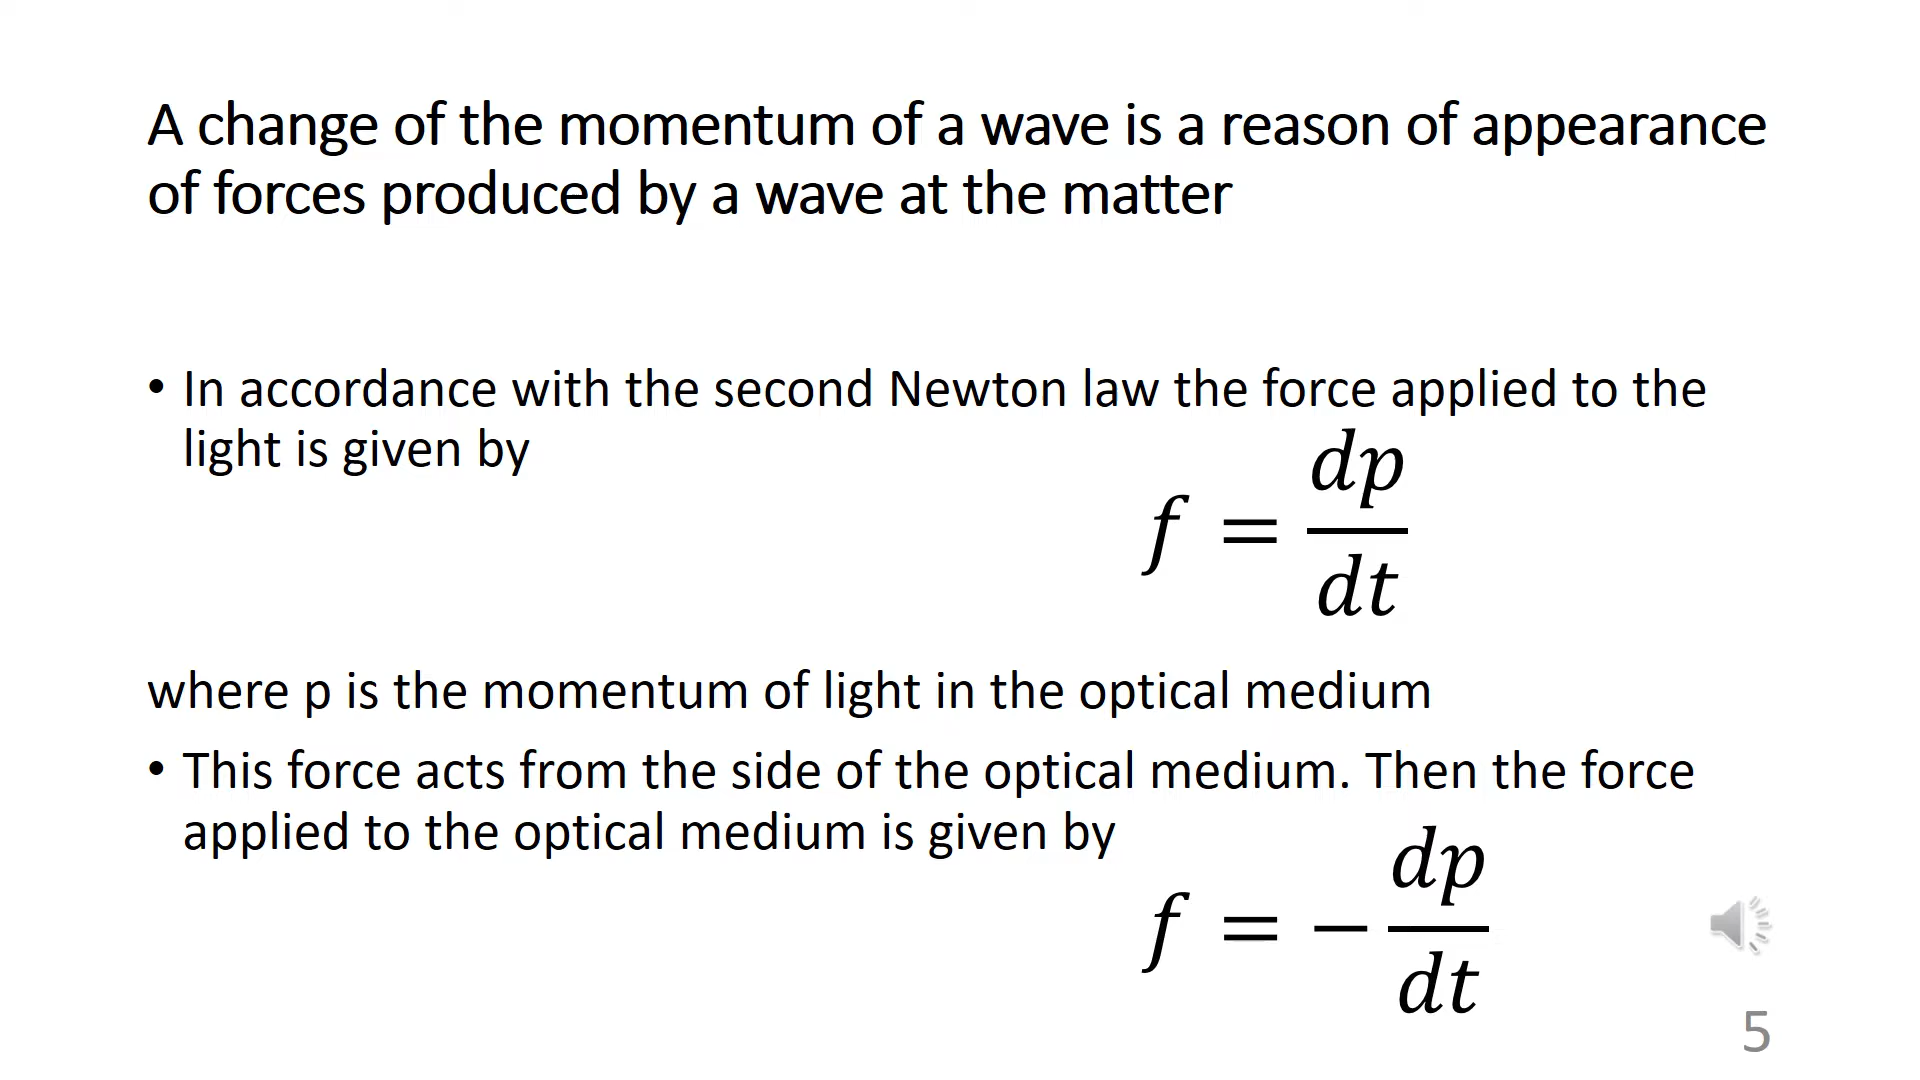 A change of the momentum of a wave is a reason of appearance
of forces produced by a wave at the matter
• In accordance with the second Newton law the force applied to the
light is given by
f = dp/dt
where p is the momentum of light in the optical medium
• This force acts from the side of the optical medium. Then the force
applied to the optical medium is given by
f = − dp/dt
5